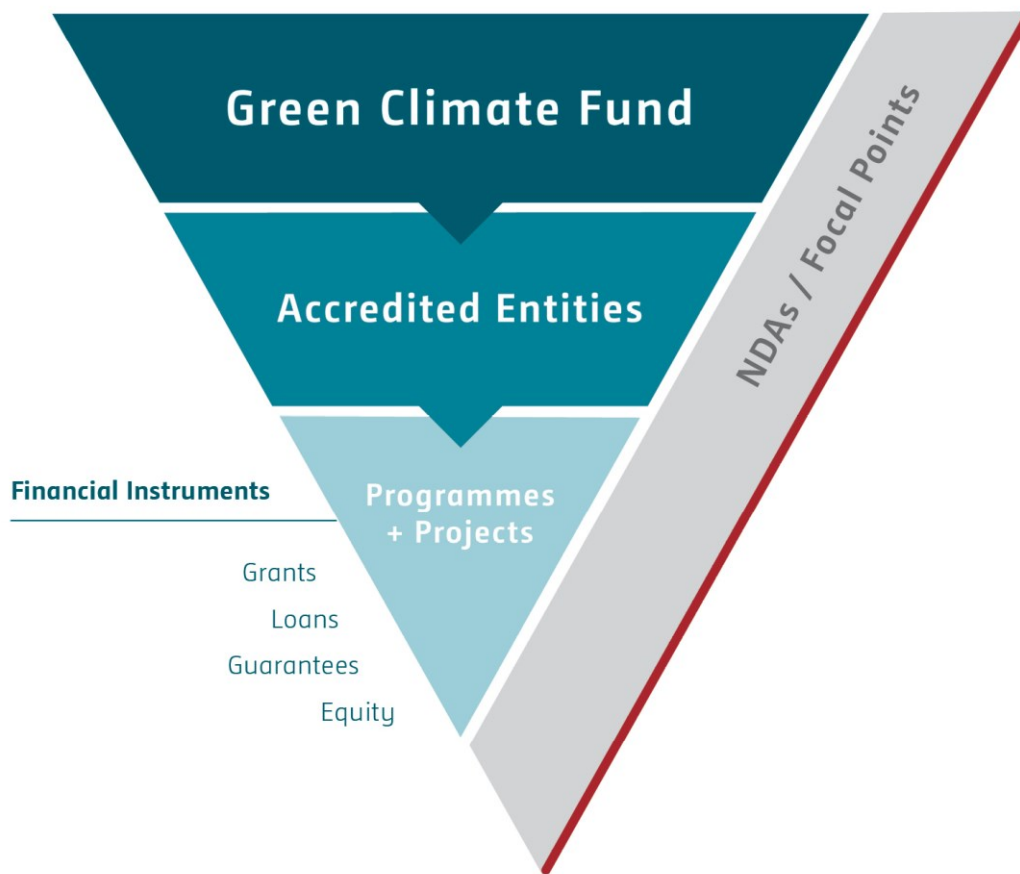 Green Climate Fund
NDAs / Focal Points
Accredited Entities
Financial Instruments
Programmes
+ Projects
Grants
Loans
Guarantees
Equity